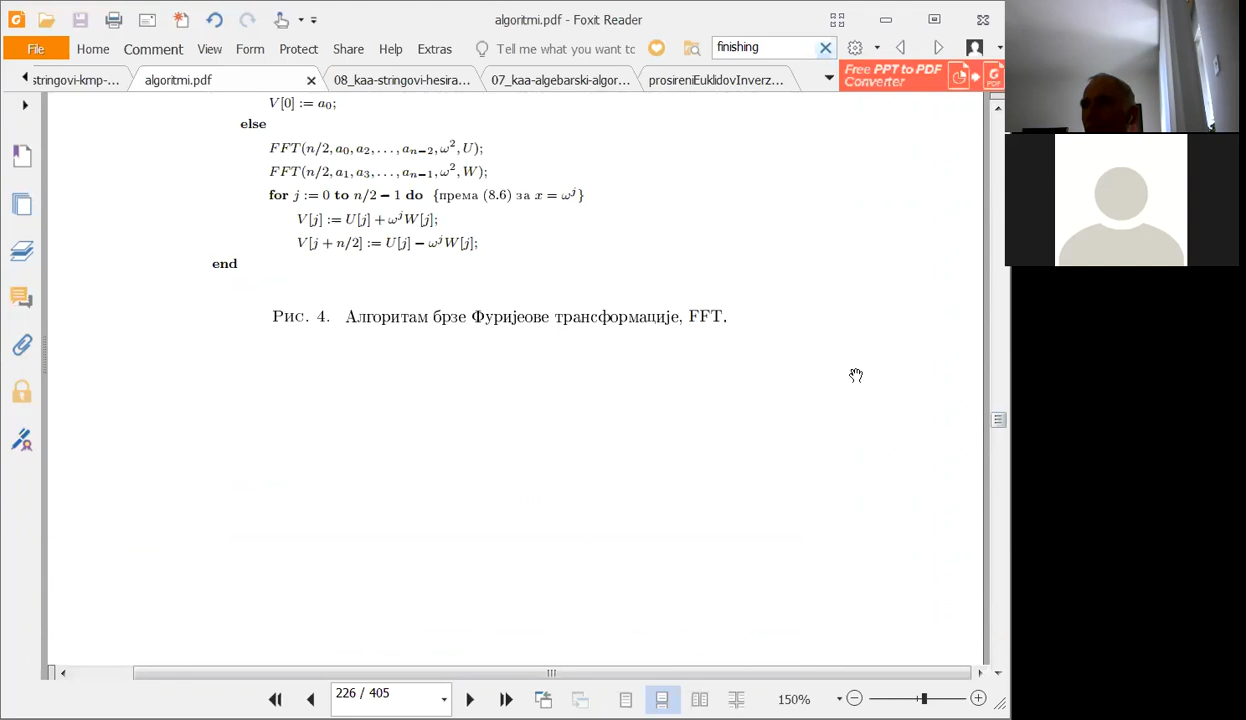 algoritmi.pdf - Foxit Reader
File Home Comment View Form Protect Share Help Extras Tell me what you want to finishing
stringovi-kmp-... algoritmi.pdf 08_kaa-stringovi-hesira... 07_kaa-algebarski-algor... prosireniEuklidovInverz... Free PPT to PDF
Converter
V[0] := a₀;
else
FFT(n/2, a₀, a₂, . . . , aₙ₋₂, ω², U);
FFT(n/2, a₁, a₃, . . . , aₙ₋₁, ω², W);
for j := 0 to n/2 − 1 do {према (8.6) за x = ωʲ}
V[j] := U[j] + ωʲW[j];
V[j + n/2] := U[j] − ωʲW[j];
end
Рис. 4. Алгоритам брзе Фуријеове трансформације, FFT.
226 / 405 150%